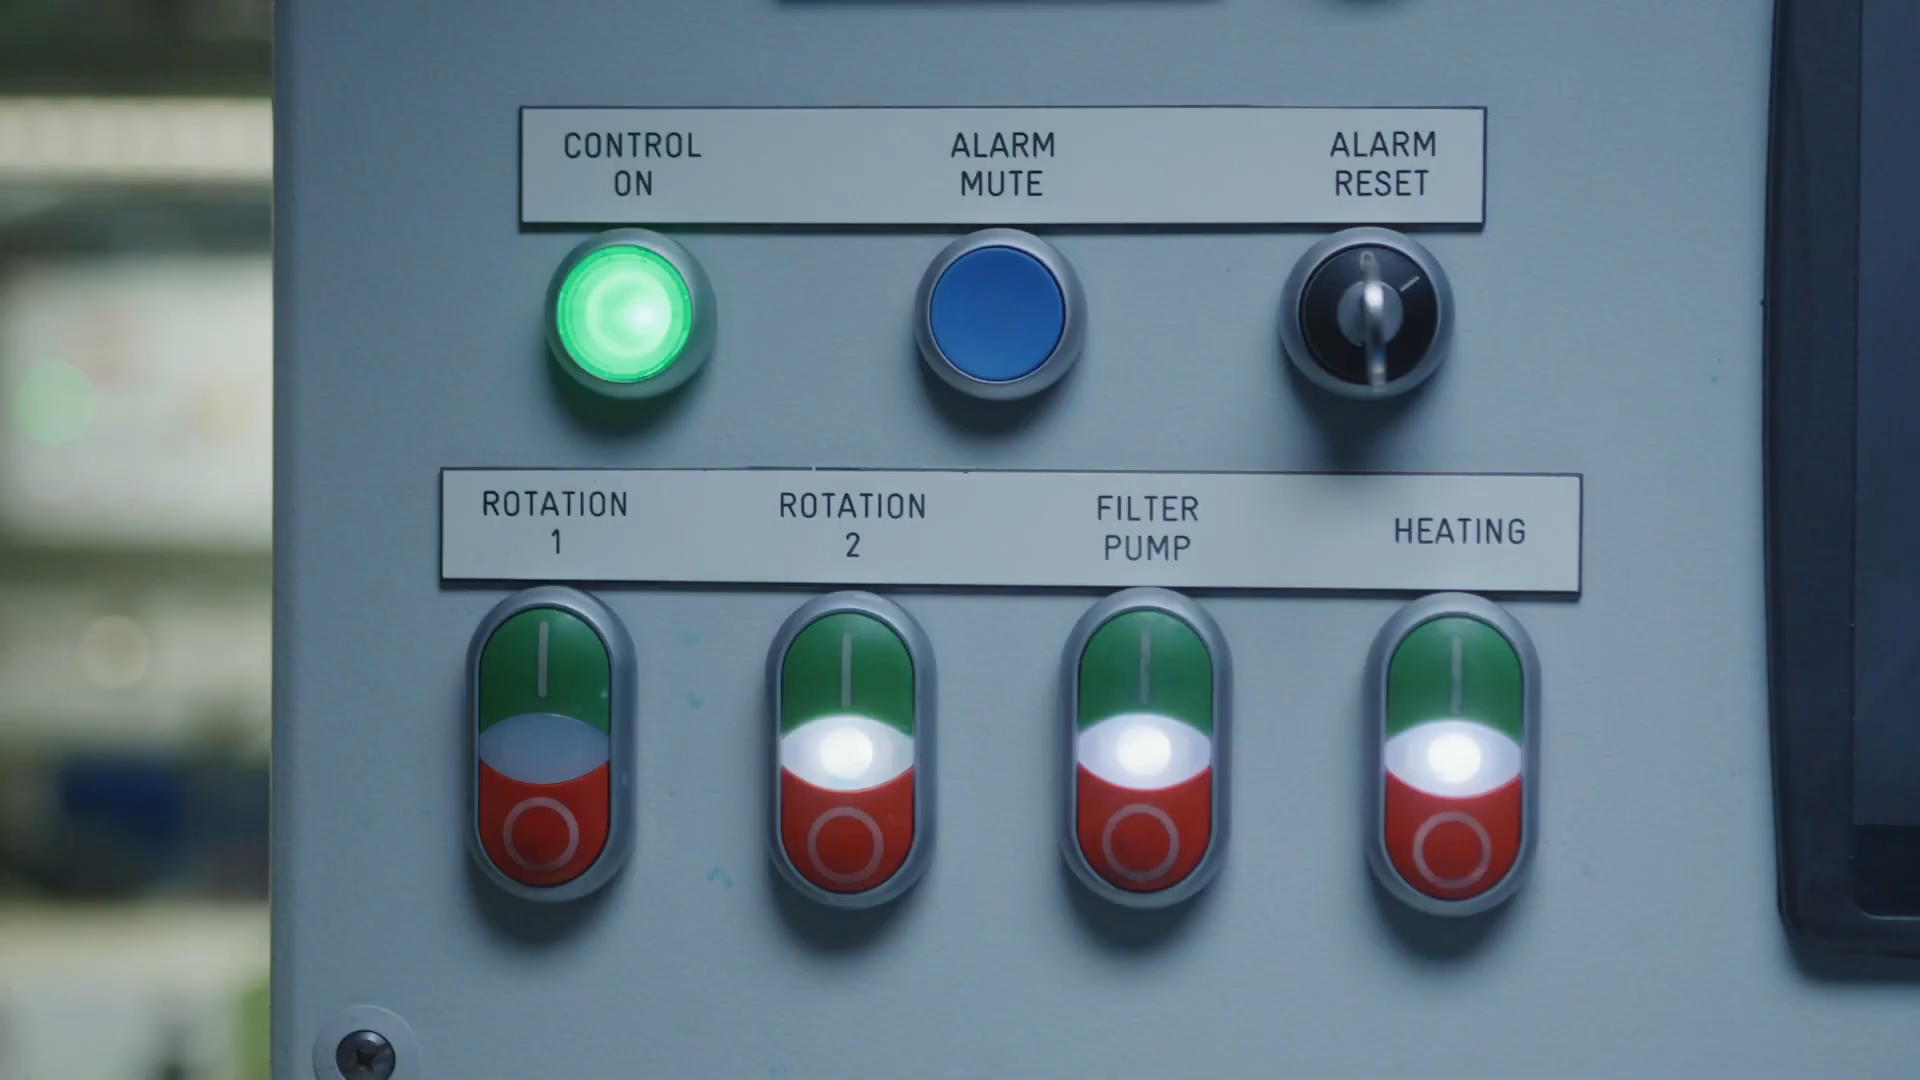 CONTROL
ON
ALARM
MUTE
ALARM
RESET
ROTATION
1
ROTATION
2
FILTER
PUMP
HEATING